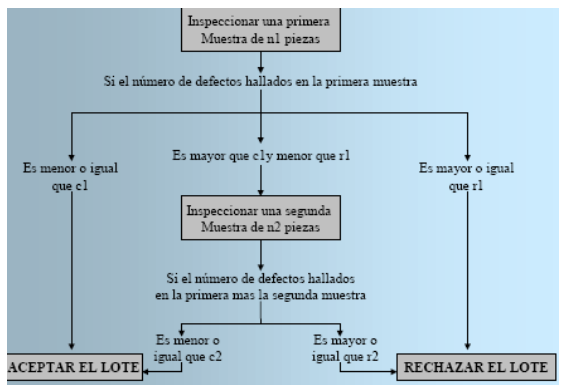 Inspeccionar una primera
Muestra de n1 piezas
Si el número de defectos hallados en la primera muestra
Es menor o igual
que c1
Es mayor que c1y menor que r1
Es mayor o igual
que r1
Inspeccionar una segunda
Muestra de n2 piezas
Si el número de defectos hallados
en la primera mas la segunda muestra
Es menor o
igual que c2
Es mayor o
igual que r2
ACEPTAR EL LOTE
RECHAZAR EL LOTE